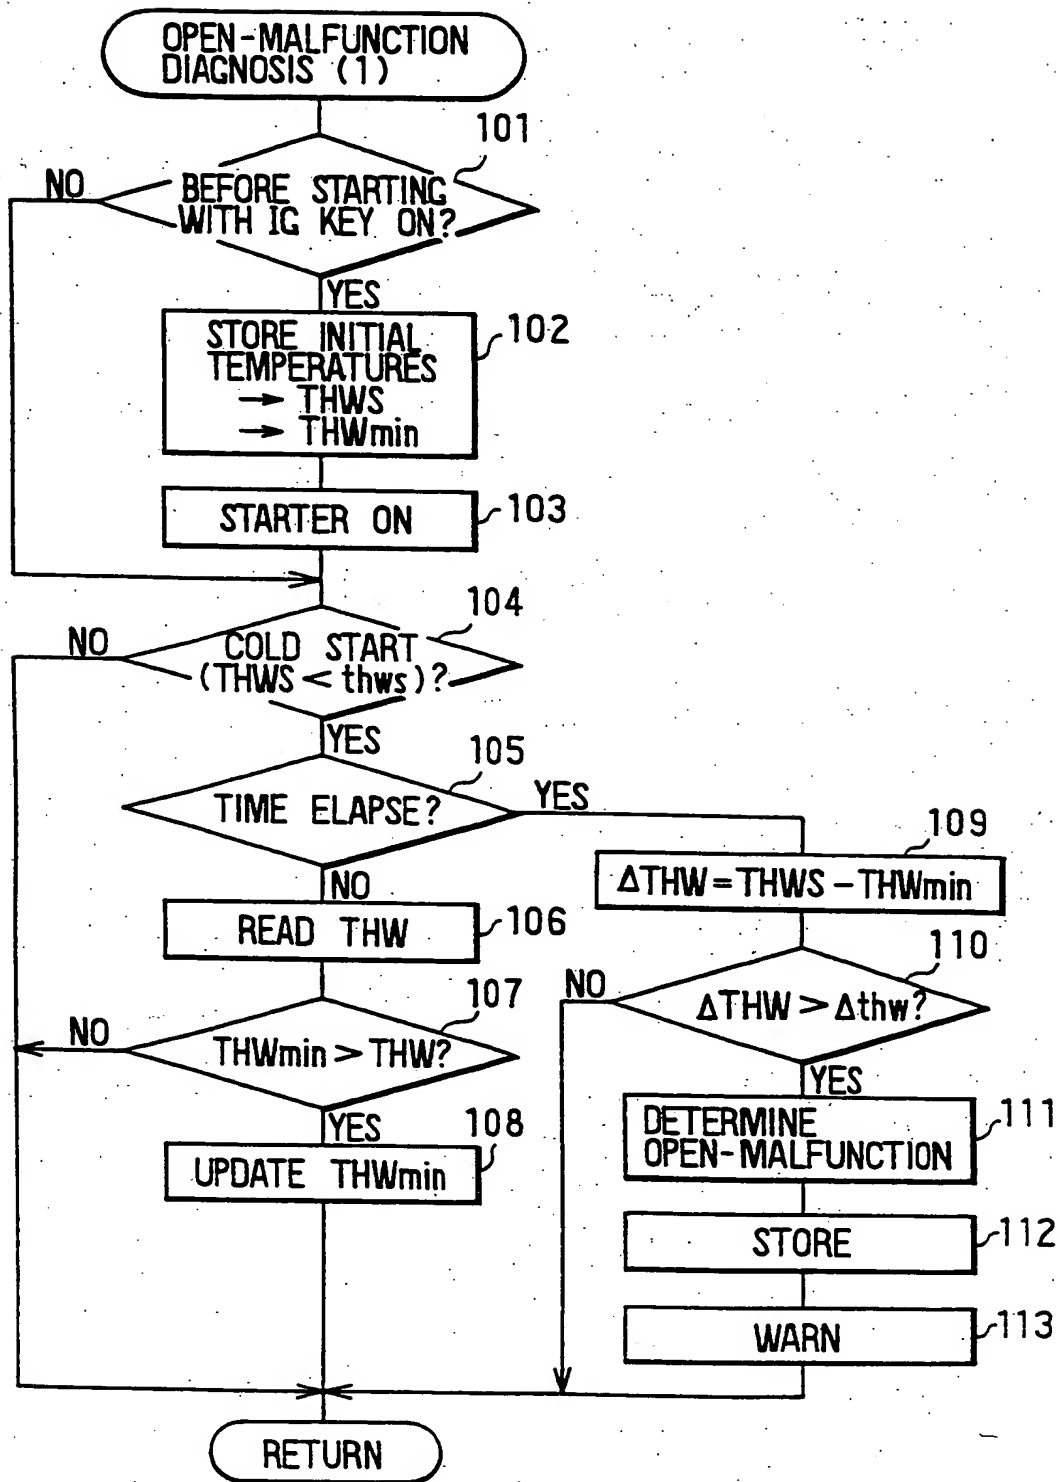 OPEN-MALFUNCTION
DIAGNOSIS (1)
101
NO
BEFORE STARTING
WITH IG KEY ON?
YES
STORE INITIAL
TEMPERATURES
→ THWS
→ THWmin
102
STARTER ON
103
104
NO
COLD START
(THWS < thws)?
YES
105
TIME ELAPSE?
YES
109
ΔTHW = THWS - THWmin
NO
READ THW
106
110
NO
ΔTHW > Δthw?
107
NO
THWmin > THW?
YES
YES
108
UPDATE THWmin
DETERMINE
OPEN-MALFUNCTION
111
STORE
112
WARN
113
RETURN